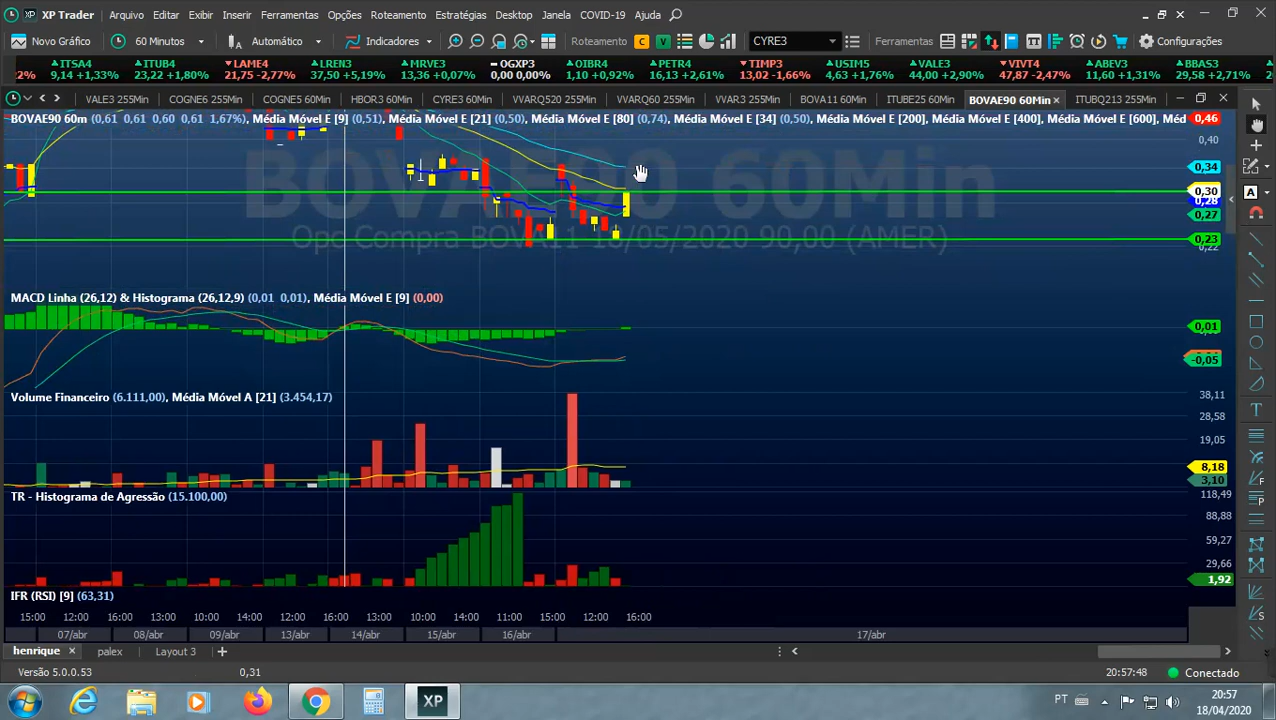 XP Trader Arquivo Editar Exibir Inserir Ferramentas Opções Roteamento Estratégias Desktop Janela COVID-19 Ajuda
Novo Gráfico 60 Minutos Automático Indicadores Roteamento C V CYRE3 Ferramentas Configurações
ITSA4 ITUB4 LAME4 LREN3 MRVE3 OGXP3 OIBR4 PETR4 TIMP3 USIM5 VALE3 VIVT4 ABEV3 BBAS3
22% 9,14 +1,33% 23,22 +1,80% 21,75 -2,77% 37,50 +5,19% 13,36 +0,07% 0,00 0,00% 1,10 +0,92% 16,13 +2,61% 13,02 -1,66% 4,63 +1,76% 44,00 +2,90% 47,87 -2,47% 11,60 +1,31% 29,58 +2,71%
VALE3 255Min COGNE6 255Min COGNE5 60Min HBOR3 60Min CYRE3 60Min VVARQ520 255Min VVARQ60 255Min VVAR3 255Min BOVA11 60Min ITUBE25 60Min BOVAE90 60Min ITUBQ213 255Min
BOVAE90 60m (0,61 0,61 0,60 0,61 1,67%), Média Móvel E [9] (0,51), Média Móvel E [21] (0,50), Média Móvel E [80] (0,74), Média Móvel E [34] (0,50), Média Móvel E [200], Média Móvel E [400], Média Móvel E [600], Méd
0,46
0,40
0,34
BOVAE90 60Min
0,30
0,28
0,27
Opc Compra BOVA11 18/05/2020 90,00 (AMER)
0,23
0,22
MACD Linha (26,12) & Histograma (26,12,9) (0,01 0,01), Média Móvel E [9] (0,00)
0,01
-0,05
Volume Financeiro (6.111,00), Média Móvel A [21] (3.454,17)
38,11
28,58
19,05
8,18
3,10
TR - Histograma de Agressão (15.100,00)
118,49
88,88
59,27
29,66
1,92
IFR (RSI) [9] (63,31)
15:00 12:00 16:00 10:00 14:00 12:00 16:00 13:00 10:00 14:00 11:00 15:00 12:00 16:00
07/abr 08/abr 09/abr 13/abr 14/abr 15/abr 16/abr 17/abr
henrique palex Layout 3
Versão 5.0.0.53 0,31 20:57:48 Conectado
XP PT 20:57
18/04/2020